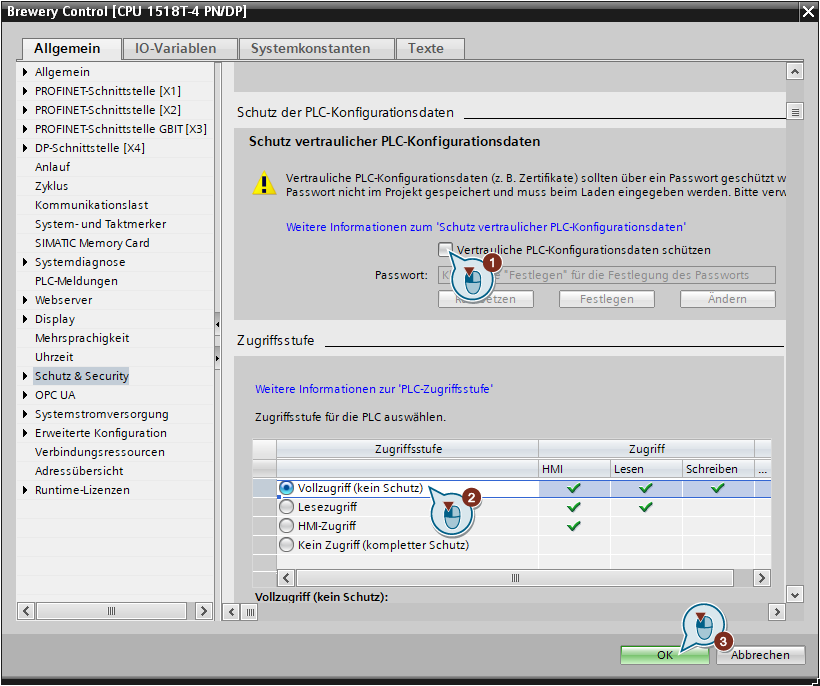 Brewery Control [CPU 1518T-4 PN/DP]
Allgemein
IO-Variablen
Systemkonstanten
Texte
Allgemein
PROFINET-Schnittstelle [X1]
PROFINET-Schnittstelle [X2]
PROFINET-Schnittstelle GBIT [X3]
DP-Schnittstelle [X4]
Anlauf
Zyklus
Kommunikationslast
System- und Taktmerker
SIMATIC Memory Card
Systemdiagnose
PLC-Meldungen
Webserver
Display
Mehrsprachigkeit
Uhrzeit
Schutz & Security
OPC UA
Systemstromversorgung
Erweiterte Konfiguration
Verbindungsressourcen
Adressübersicht
Runtime-Lizenzen
Schutz der PLC-Konfigurationsdaten
Schutz vertraulicher PLC-Konfigurationsdaten
Vertrauliche PLC-Konfigurationsdaten (z. B. Zertifikate) sollten über ein Passwort geschützt w
Passwort nicht im Projekt gespeichert und muss beim Laden eingegeben werden. Bitte verw
Weitere Informationen zum 'Schutz vertraulicher PLC-Konfigurationsdaten'
Vertrauliche PLC-Konfigurationsdaten schützen
1
Passwort:
"Festlegen" für die Festlegung des Passworts
Festlegen
Ändern
Zugriffsstufe
Weitere Informationen zur 'PLC-Zugriffsstufe'
Zugriffsstufe für die PLC auswählen.
Zugriffsstufe Zugriff
HMI Lesen Schreiben ...
Vollzugriff (kein Schutz)
2
Lesezugriff
HMI-Zugriff
Kein Zugriff (kompletter Schutz)
Vollzugriff (kein Schutz):
3
OK
Abbrechen